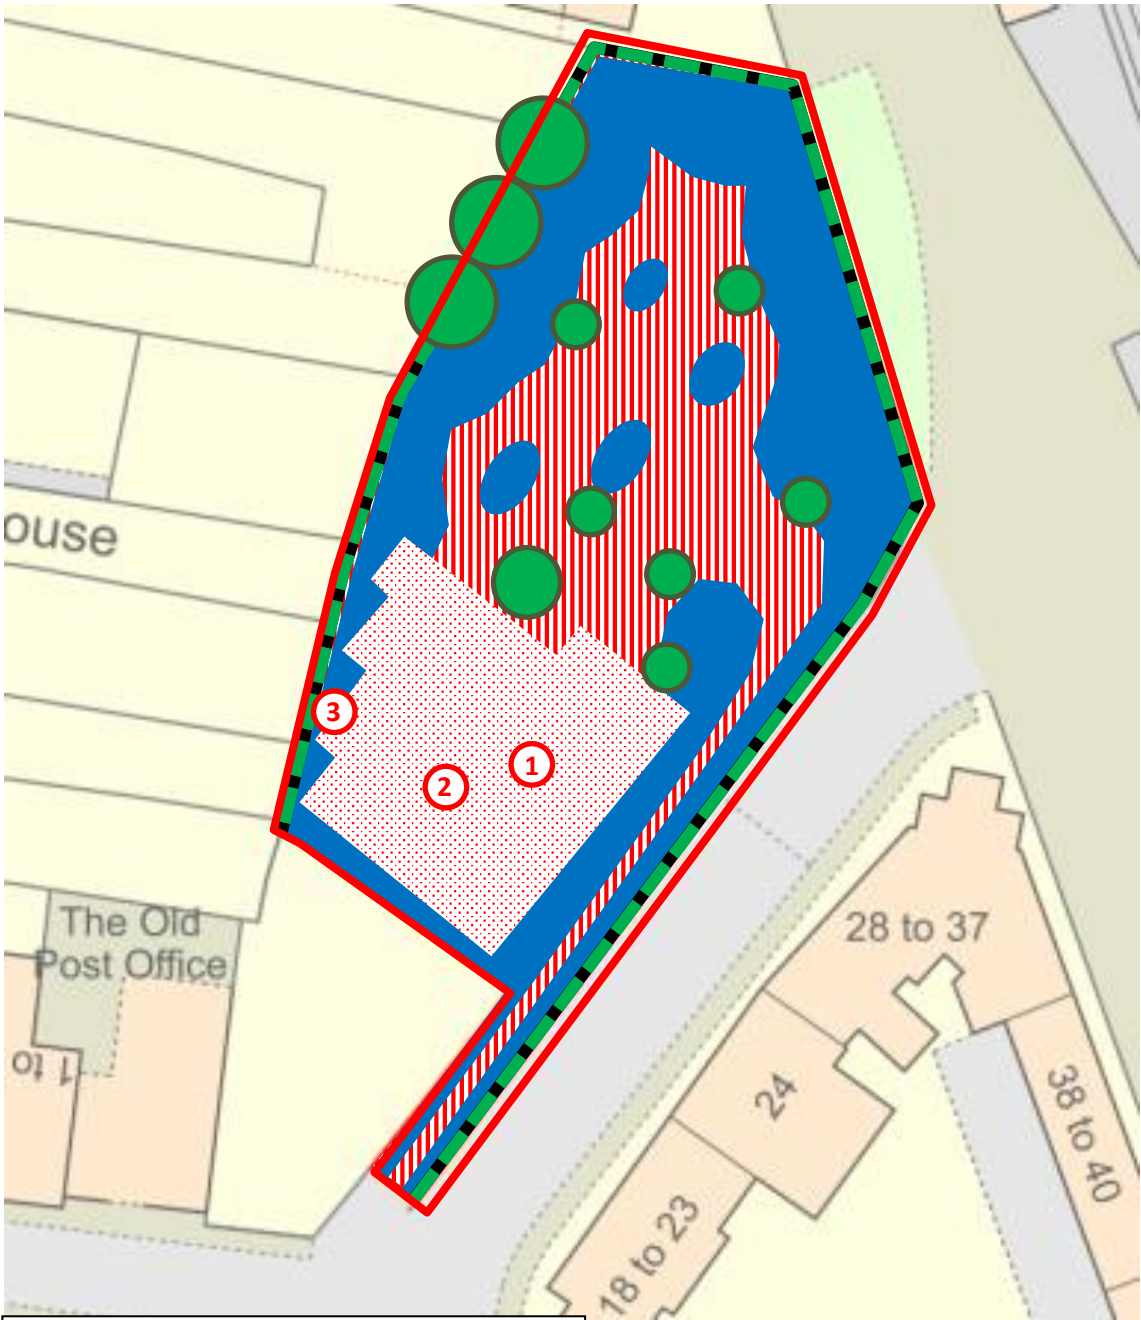 ouse
3
1
2
The Old
Post Office
1 to
28 to 37
24
38 to 40
18 to 23